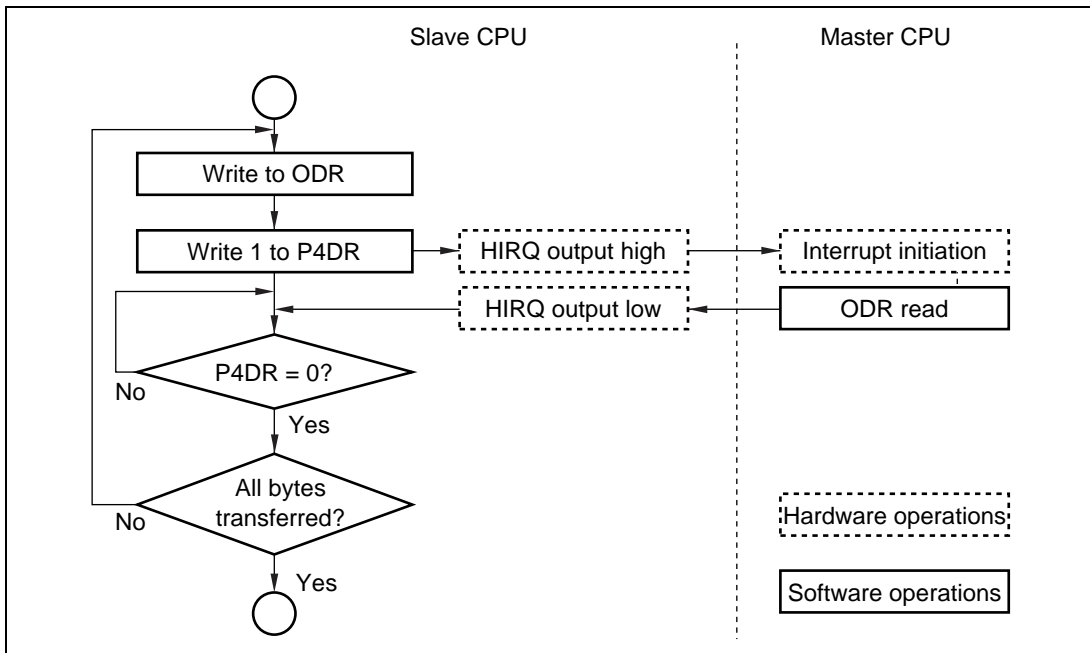 Slave CPU
Master CPU
Write to ODR
Write 1 to P4DR
HIRQ output high
Interrupt initiation
HIRQ output low
ODR read
P4DR = 0?
No
Yes
All bytes
transferred?
No
Yes
Hardware operations
Software operations